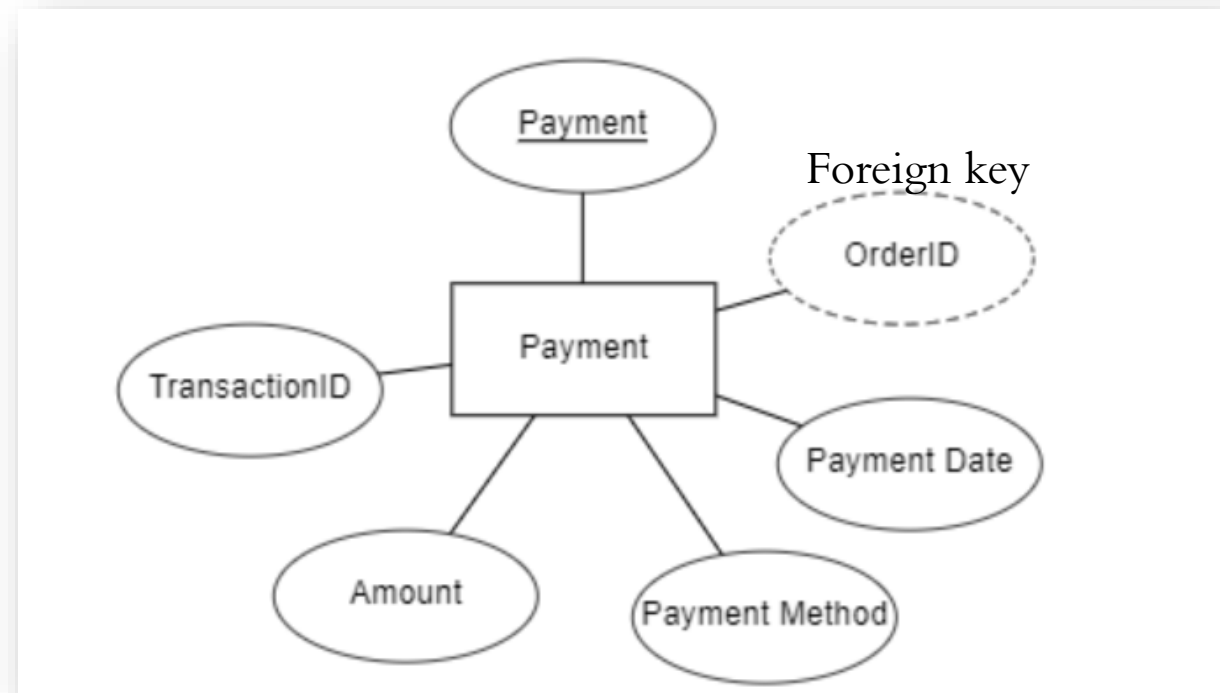 Payment
Foreign key
OrderID
Payment
TransactionID
Payment Date
Amount
Payment Method